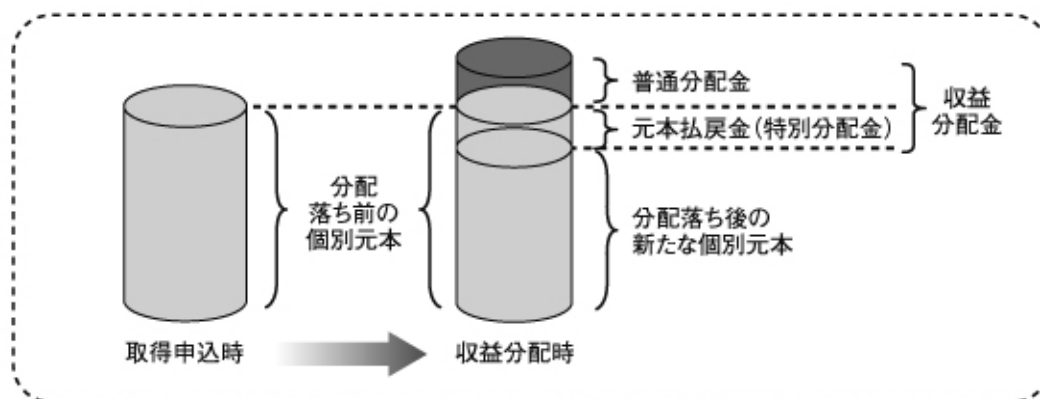 普通分配金
収益
分配金
元本払戻金(特別分配金)
分配
落ち前の
個別元本
分配落ち後の
新たな個別元本
取得申込時
収益分配時